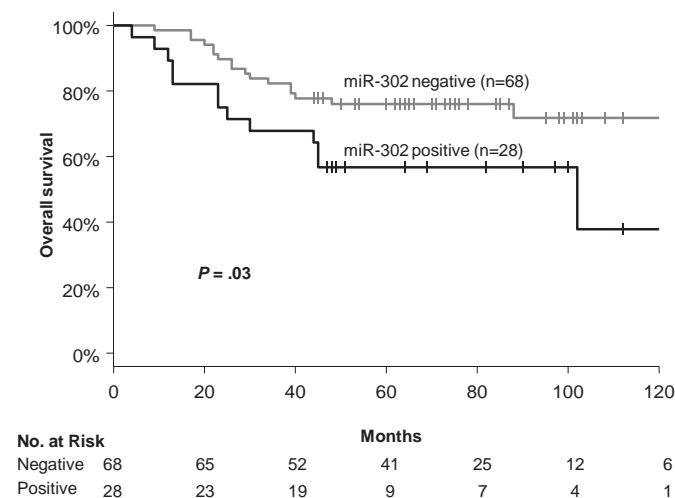 100%
80%
60%
40%
20%
0%
Overall survival
miR-302 negative (n=68)
miR-302 positive (n=28)
P = .03
0 20 40 60 80 100 120
Months
No. at Risk
Negative 68 65 52 41 25 12 6
Positive 28 23 19 9 7 4 1